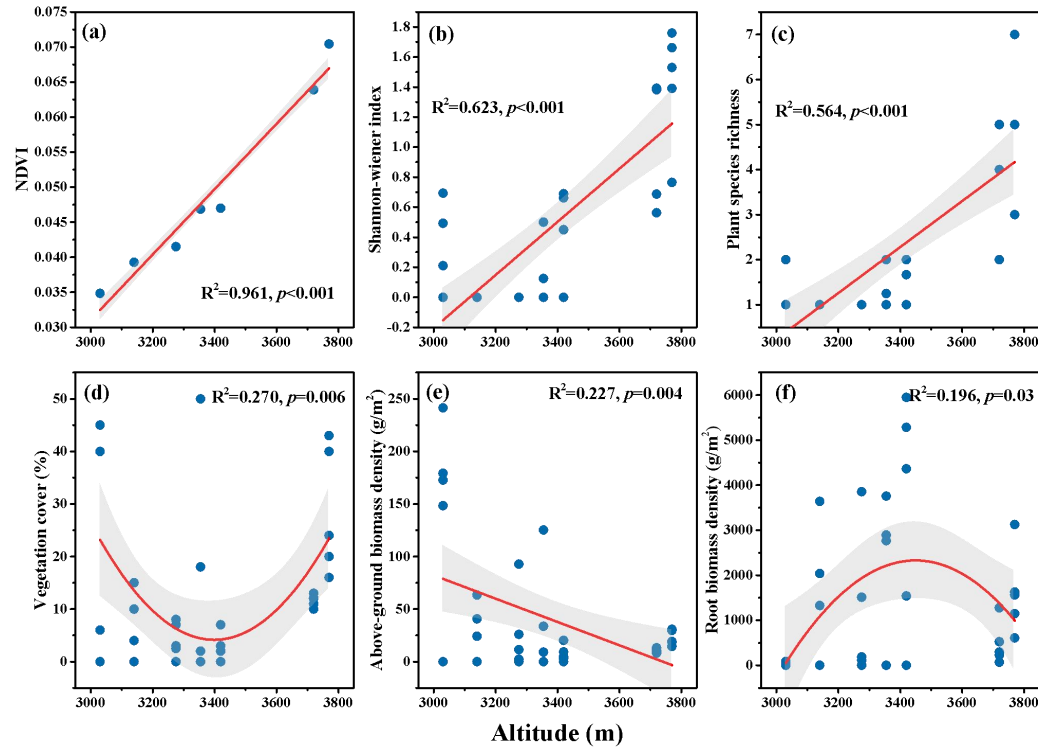 (a)
R²=0.961, p<0.001
NDVI
0.075
0.070
0.065
0.060
0.055
0.050
0.045
0.040
0.035
0.030
3000 3200 3400 3600 3800
(b)
R²=0.623, p<0.001
Shannon-wiener index
1.8
1.6
1.4
1.2
1.0
0.8
0.6
0.4
0.2
0.0
-0.2
3000 3200 3400 3600 3800
(c)
R²=0.564, p<0.001
Plant species richness
7
6
5
4
3
2
1
3000 3200 3400 3600 3800
(d)
R²=0.270, p=0.006
Vegetation cover (%)
50
40
30
20
10
0
3000 3200 3400 3600 3800
(e)
R²=0.227, p=0.004
Above-ground biomass density (g/m²)
250
200
150
100
50
0
3000 3200 3400 3600 3800
(f)
R²=0.196, p=0.03
Root biomass density (g/m²)
6000
5000
4000
3000
2000
1000
0
3000 3200 3400 3600 3800
Altitude (m)